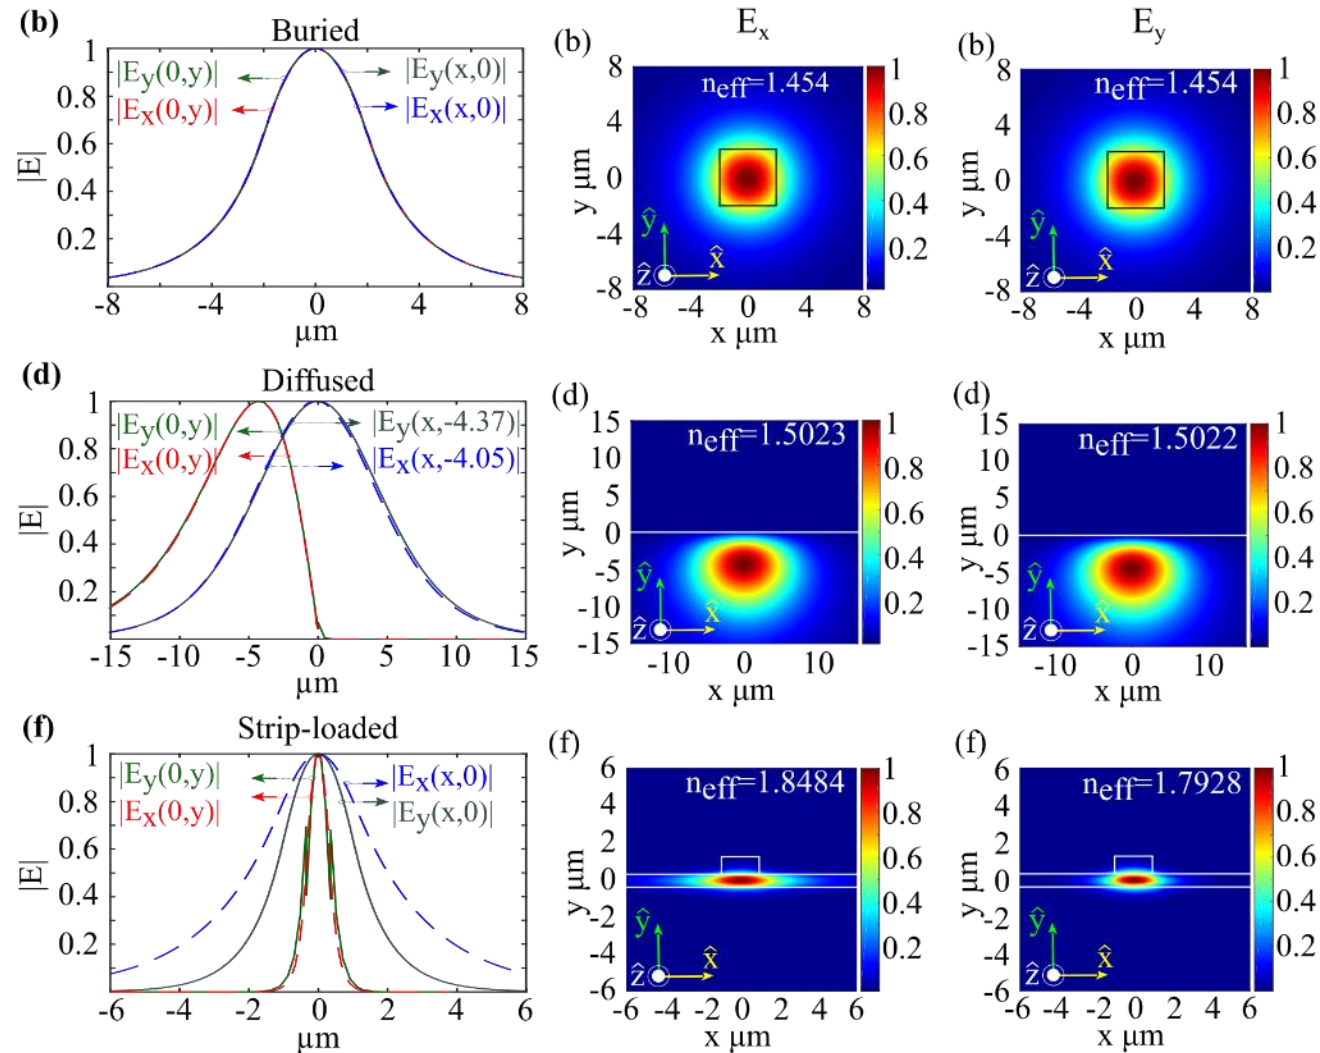 (b)
Buried
|Ey(0,y)|
|Ey(x,0)|
|Ex(0,y)|
|Ex(x,0)|
|E|
1
0.8
0.6
0.4
0.2
-8 -4 0 4 8
µm
Ex
(b)
neff=1.454
y µm
8
4
0
-4
-8
ŷ
ẑ
x̂
-8 -4 0 4 8
x µm
1
0.8
0.6
0.4
0.2
Ey
(b)
neff=1.454
y µm
8
4
0
-4
-8
ŷ
ẑ
x̂
-8 -4 0 4 8
x µm
1
0.8
0.6
0.4
0.2
(d)
Diffused
|Ey(0,y)|
|Ey(x,-4.37)|
|Ex(0,y)|
|Ex(x,-4.05)|
|E|
1
0.8
0.6
0.4
0.2
-15 -10 -5 0 5 10 15
µm
(d)
neff=1.5023
y µm
15
10
5
0
-5
-10
-15
ŷ
ẑ
x̂
-10 0 10
x µm
1
0.8
0.6
0.4
0.2
(d)
neff=1.5022
y µm
15
10
5
0
-5
-10
-15
ŷ
ẑ
x̂
-10 0 10
x µm
1
0.8
0.6
0.4
0.2
(f)
Strip-loaded
|Ey(0,y)|
|Ex(x,0)|
|Ex(0,y)|
|Ey(x,0)|
|E|
1
0.8
0.6
0.4
0.2
-6 -4 -2 0 2 4 6
µm
(f)
neff=1.8484
y µm
6
4
2
0
-2
-4
-6
ŷ
ẑ
x̂
-6 -4 -2 0 2 4 6
x µm
1
0.8
0.6
0.4
0.2
(f)
neff=1.7928
y µm
6
4
2
0
-2
-4
-6
ŷ
ẑ
x̂
-6 -4 -2 0 2 4 6
x µm
1
0.8
0.6
0.4
0.2